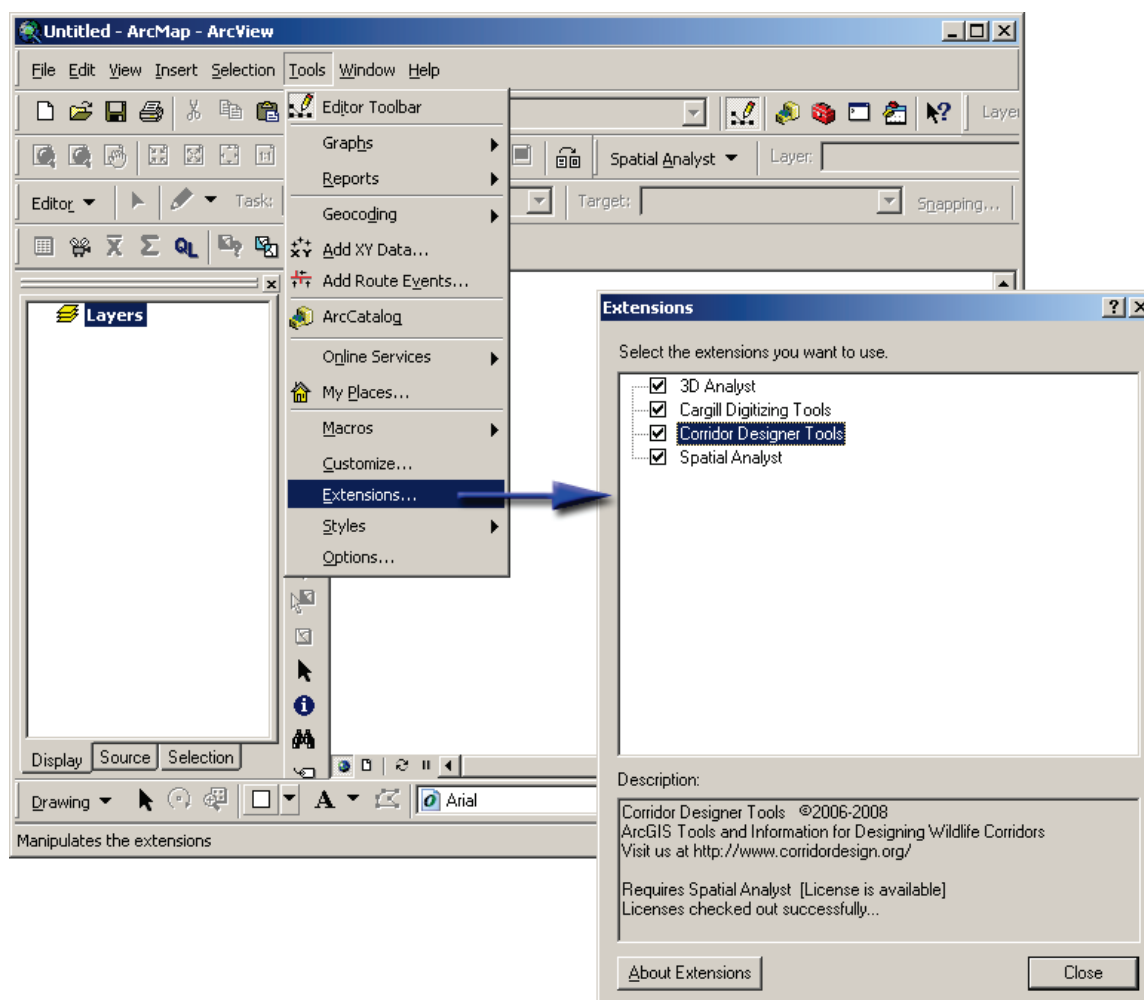 Untitled - ArcMap - ArcView
File Edit View Insert Selection Tools Window Help
Layer
Spatial Analyst Layer:
Editor Task: Target: Snapping...
QL
Editor Toolbar
Graphs
Reports
Geocoding
Add XY Data...
Add Route Events...
ArcCatalog
Online Services
My Places...
Macros
Customize...
Extensions...
Styles
Options...
Layers
Display Source Selection
Drawing A Arial
Manipulates the extensions
Extensions
Select the extensions you want to use.
3D Analyst
Cargill Digitizing Tools
Corridor Designer Tools
Spatial Analyst
Description:
Corridor Designer Tools ©2006-2008
ArcGIS Tools and Information for Designing Wildlife Corridors
Visit us at http://www.corridordesign.org/
Requires Spatial Analyst [License is available]
Licenses checked out successfully...
About Extensions Close